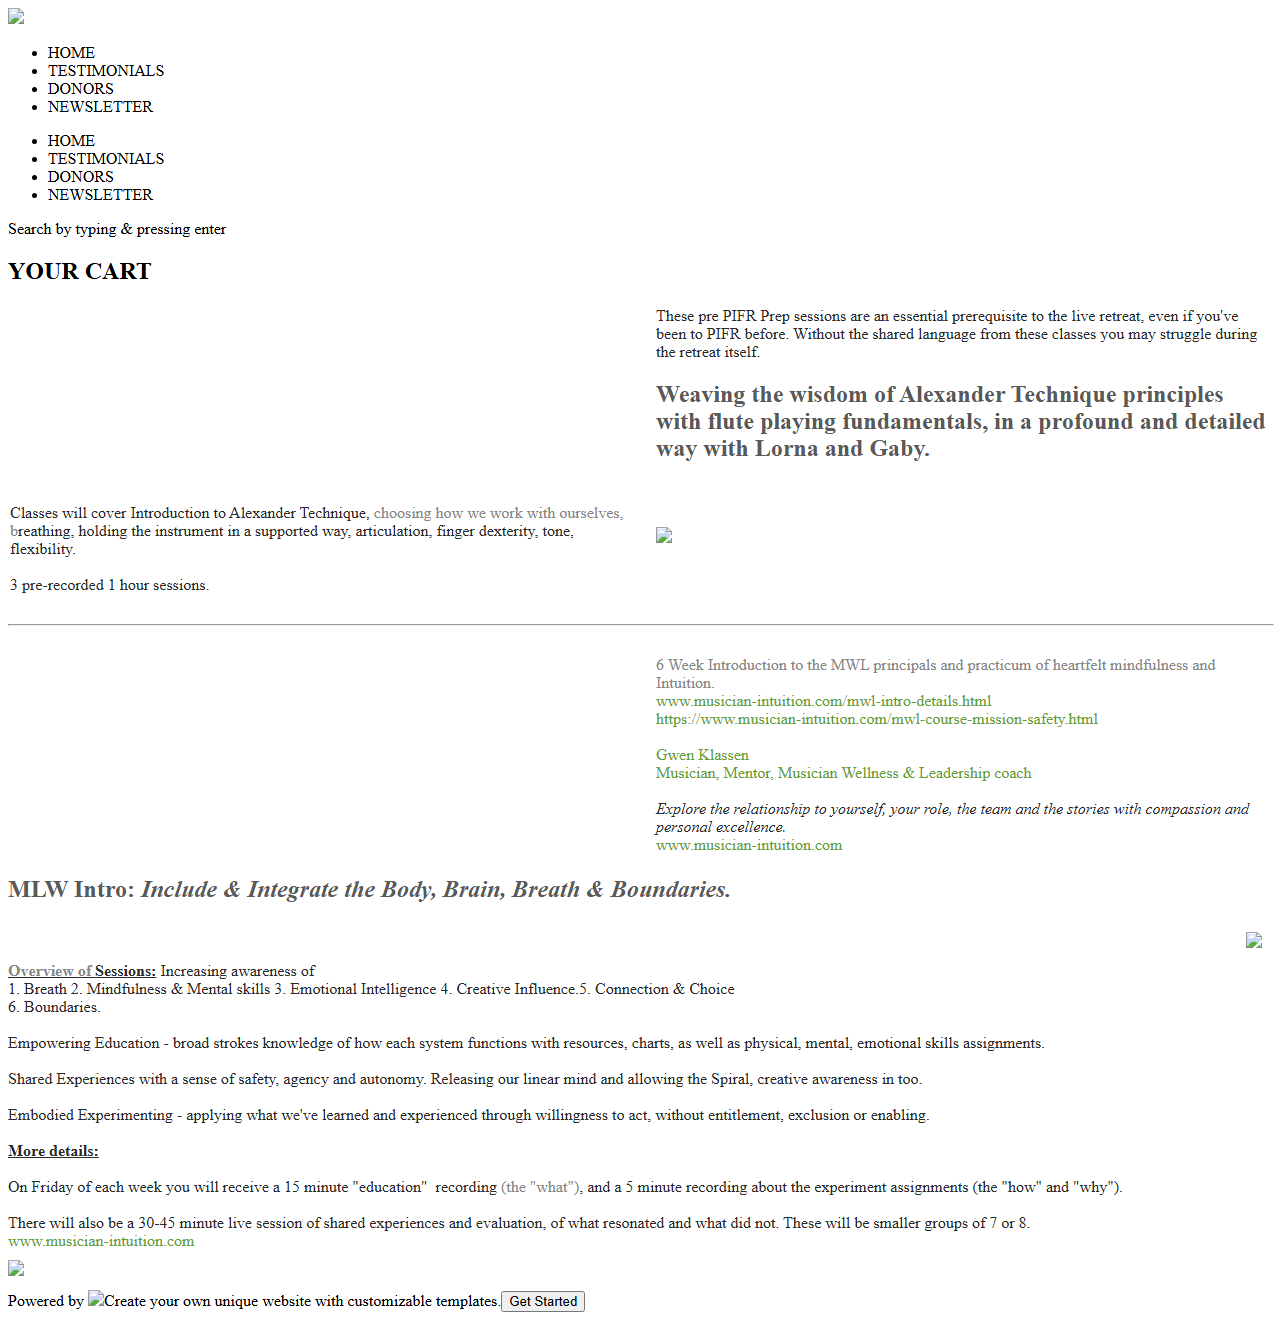 HOME
TESTIMONIALS
DONORS
NEWSLETTER
HOME
TESTIMONIALS
DONORS
NEWSLETTER
Search by typing & pressing enter
YOUR CART
These pre PIFR Prep sessions are an essential prerequisite to the live retreat, even if you've
been to PIFR before. Without the shared language from these classes you may struggle during
the retreat itself.
Weaving the wisdom of Alexander Technique principles
with flute playing fundamentals, in a profound and detailed
way with Lorna and Gaby.
Classes will cover Introduction to Alexander Technique, choosing how we work with ourselves,
breathing, holding the instrument in a supported way, articulation, finger dexterity, tone,
flexibility.
3 pre-recorded 1 hour sessions.
6 Week Introduction to the MWL principals and practicum of heartfelt mindfulness and
Intuition.
www.musician-intuition.com/mwl-intro-details.html
https://www.musician-intuition.com/mwl-course-mission-safety.html
Gwen Klassen
Musician, Mentor, Musician Wellness & Leadership coach
Explore the relationship to yourself, your role, the team and the stories with compassion and
personal excellence.
www.musician-intuition.com
MLW Intro: Include & Integrate the Body, Brain, Breath & Boundaries.
Overview of Sessions: Increasing awareness of
1. Breath 2. Mindfulness & Mental skills 3. Emotional Intelligence 4. Creative Influence.5. Connection & Choice
6. Boundaries.
Empowering Education - broad strokes knowledge of how each system functions with resources, charts, as well as physical, mental, emotional skills assignments.
Shared Experiences with a sense of safety, agency and autonomy. Releasing our linear mind and allowing the Spiral, creative awareness in too.
Embodied Experimenting - applying what we've learned and experienced through willingness to act, without entitlement, exclusion or enabling.
More details:
On Friday of each week you will receive a 15 minute "education"  recording (the "what"), and a 5 minute recording about the experiment assignments (the "how" and "why").
There will also be a 30-45 minute live session of shared experiences and evaluation, of what resonated and what did not. These will be smaller groups of 7 or 8.
www.musician-intuition.com
Powered by Create your own unique website with customizable templates. Get Started